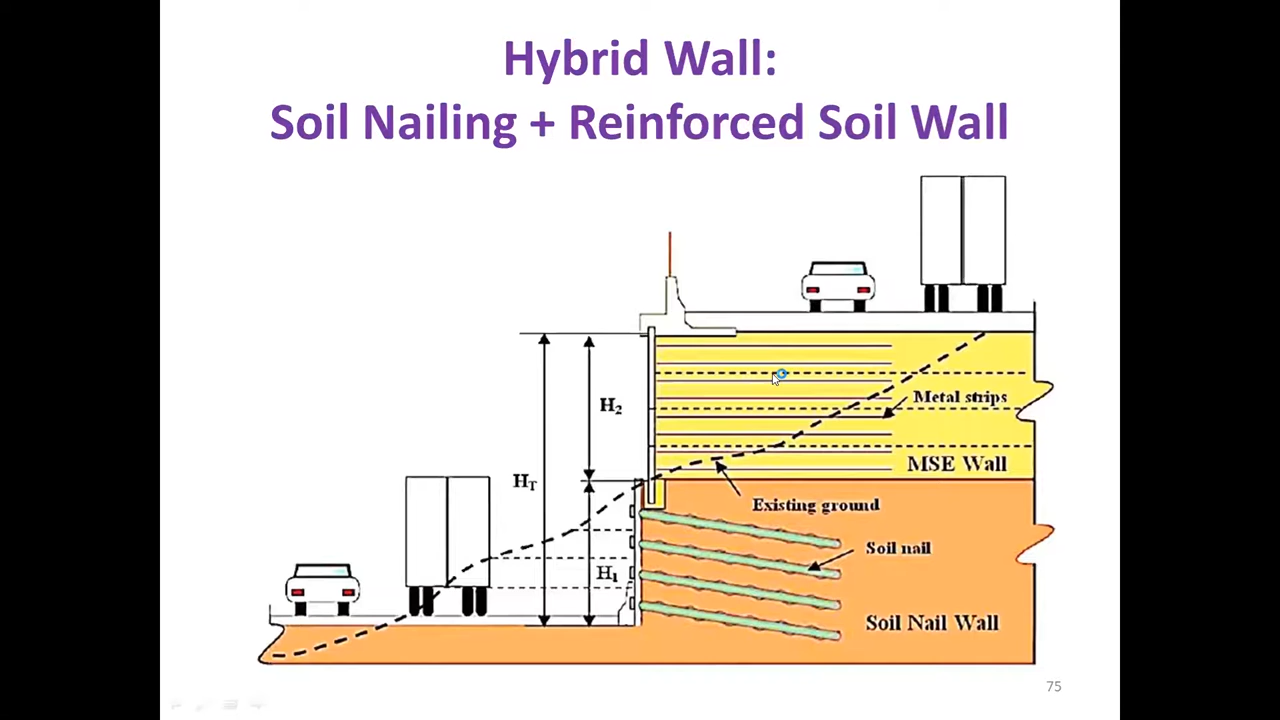 Hybrid Wall:
Soil Nailing + Reinforced Soil Wall
H₂
Metal strips
MSE Wall
H_T
Existing ground
Soil nail
H₁
Soil Nail Wall
75